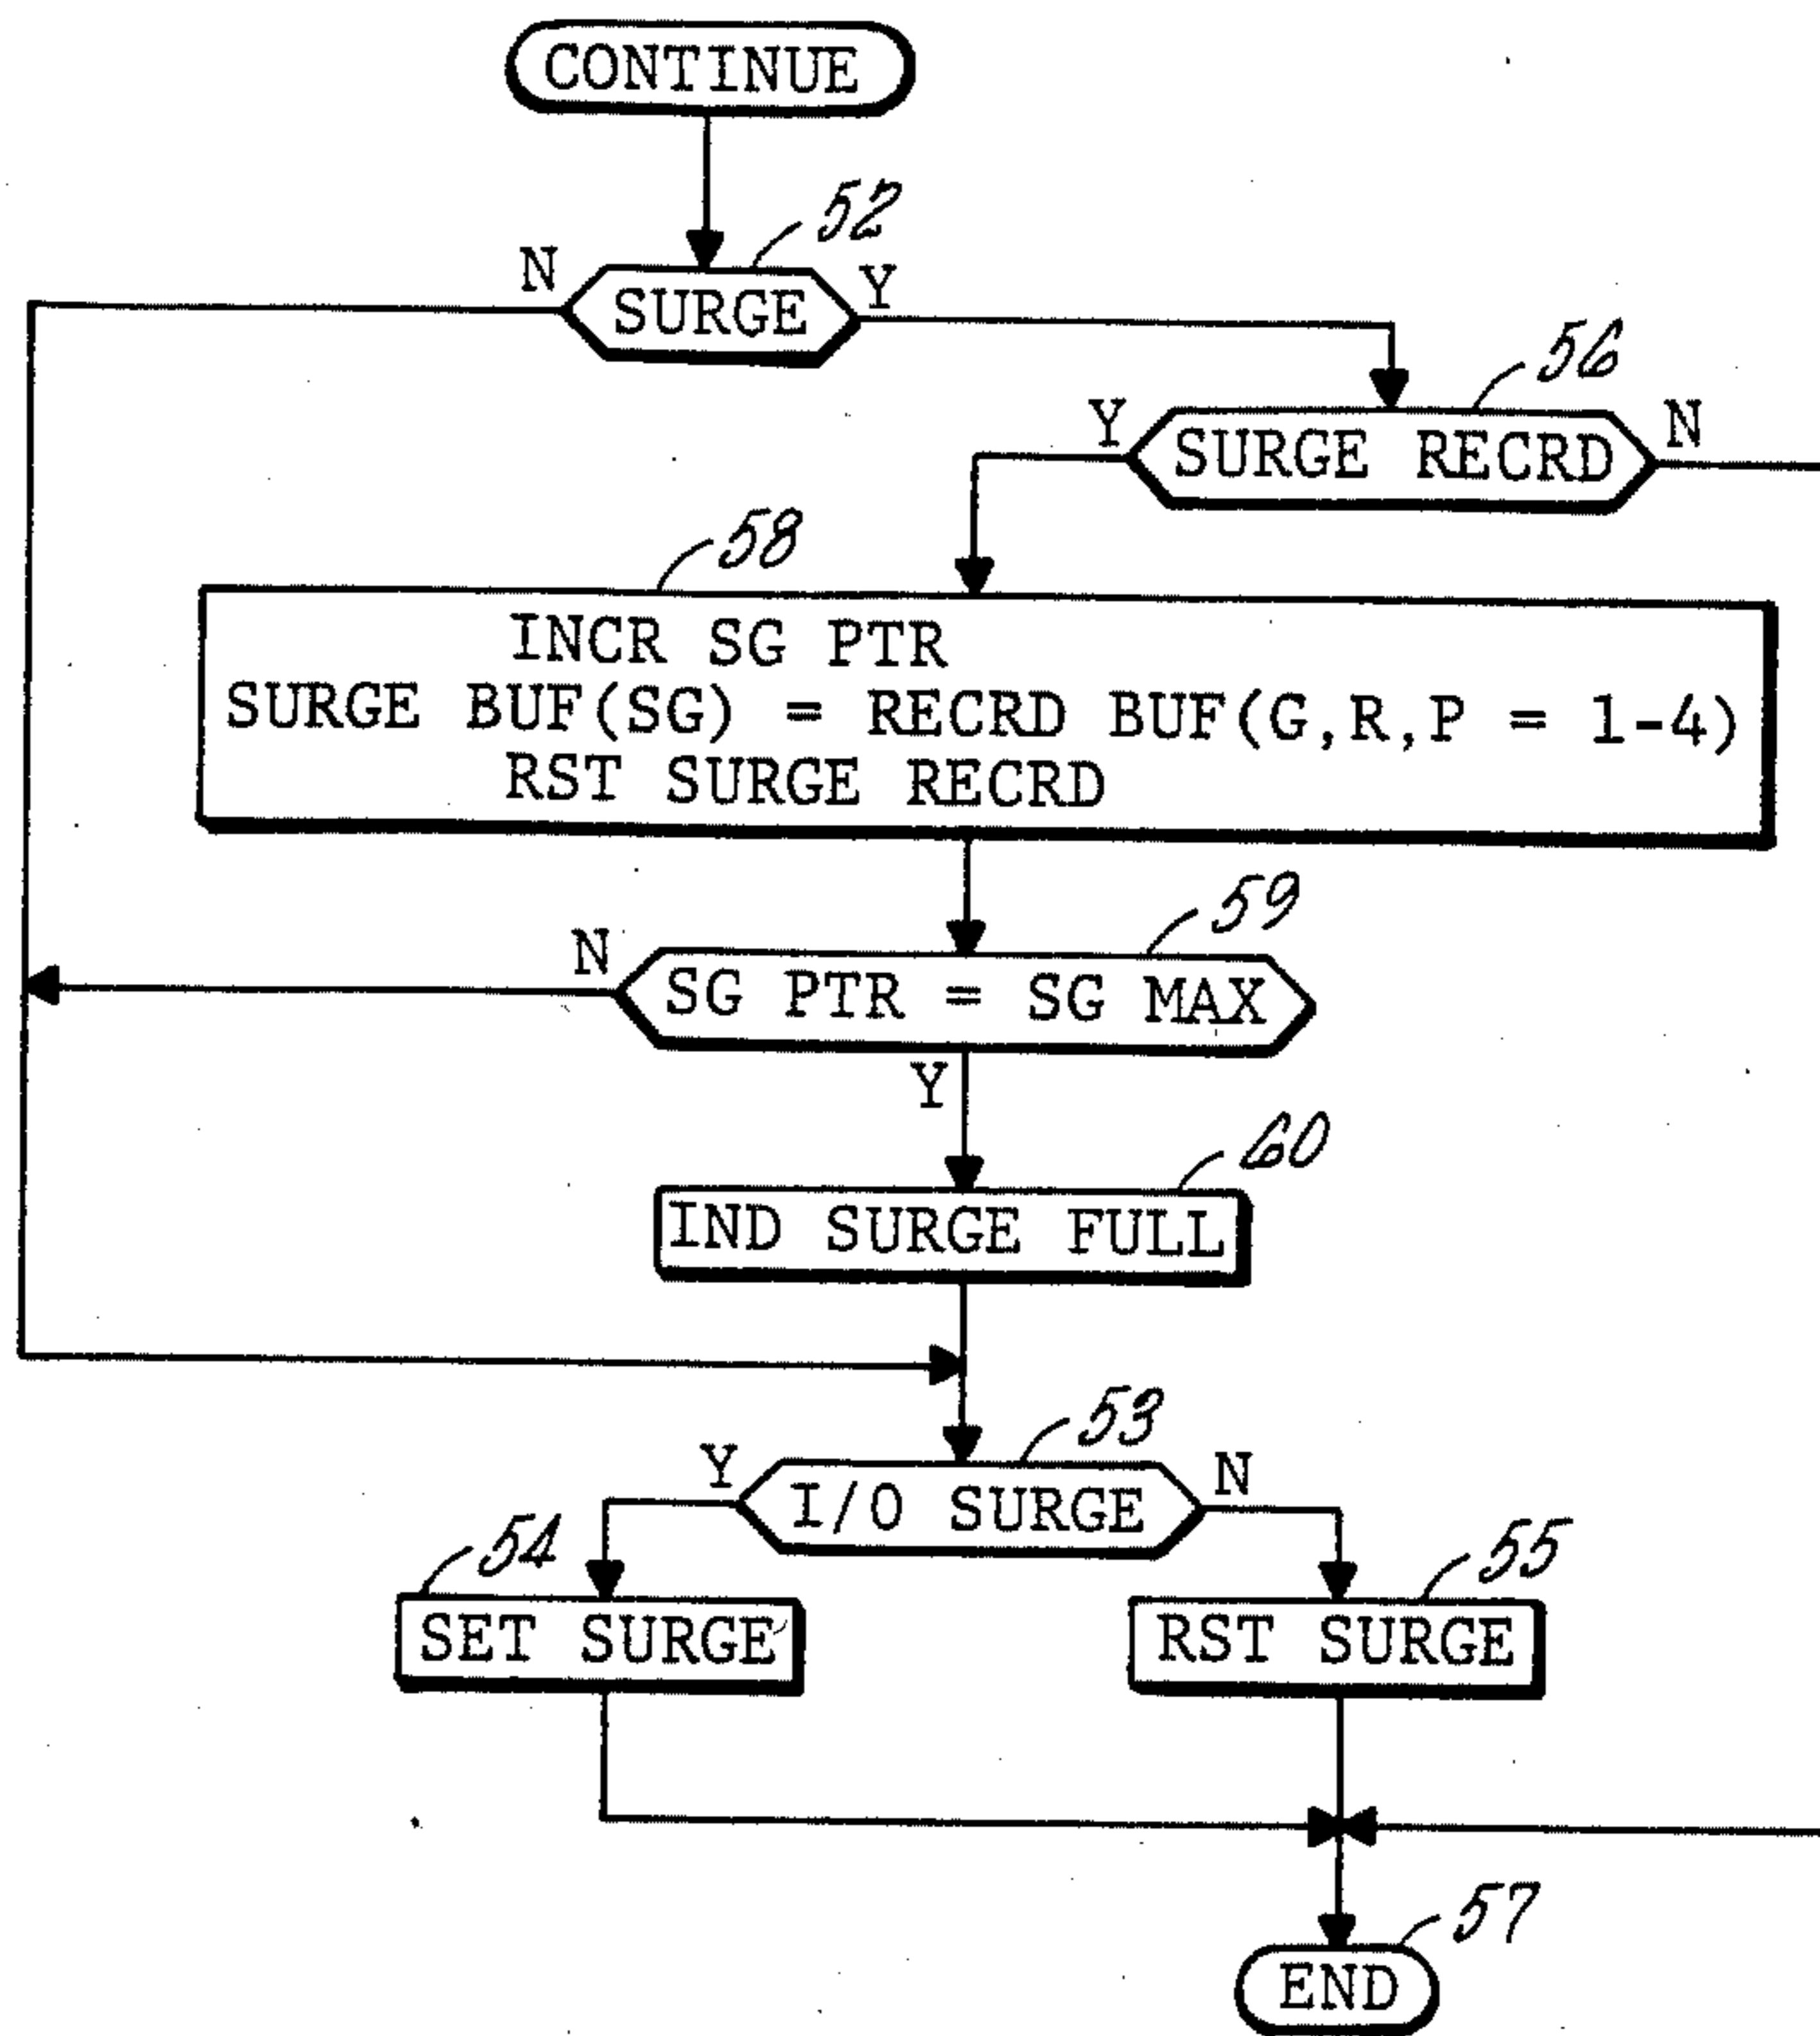 CONTINUE
52
N
Y
SURGE
56
Y
N
SURGE RECRD
58
INCR SG PTR
SURGE BUF(SG) = RECRD BUF(G,R,P = 1-4)
RST SURGE RECRD
59
N
SG PTR = SG MAX
Y
60
IND SURGE FULL
53
Y
N
I/O SURGE
54
55
SET SURGE
RST SURGE
57
END